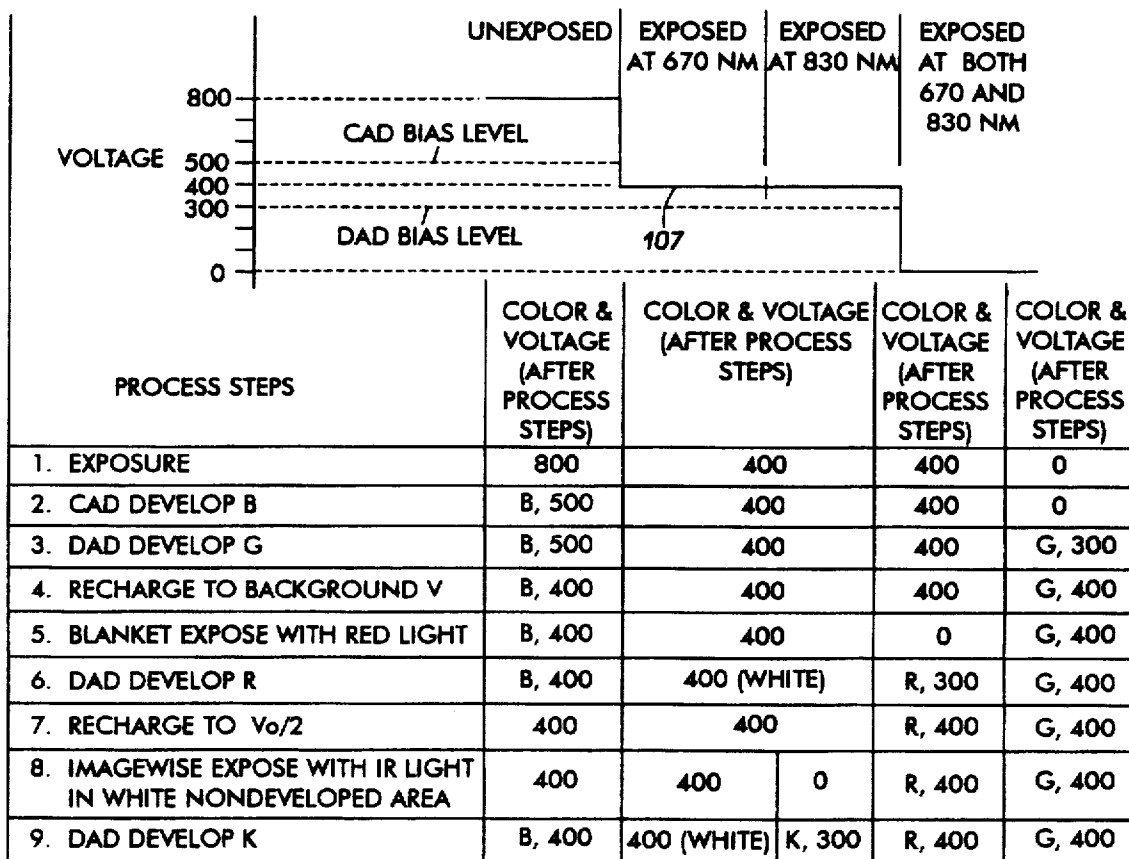 UNEXPOSED
EXPOSED AT 670 NM
EXPOSED AT 830 NM
EXPOSED AT BOTH 670 AND 830 NM
VOLTAGE
800
500
400
300
0
CAD BIAS LEVEL
DAD BIAS LEVEL
107
PROCESS STEPS
COLOR & VOLTAGE (AFTER PROCESS STEPS)
COLOR & VOLTAGE (AFTER PROCESS STEPS)
COLOR & VOLTAGE (AFTER PROCESS STEPS)
COLOR & VOLTAGE (AFTER PROCESS STEPS)
1. EXPOSURE 800 400 400 0
2. CAD DEVELOP B B, 500 400 400 0
3. DAD DEVELOP G B, 500 400 400 G, 300
4. RECHARGE TO BACKGROUND V B, 400 400 400 G, 400
5. BLANKET EXPOSE WITH RED LIGHT B, 400 400 0 G, 400
6. DAD DEVELOP R B, 400 400 (WHITE) R, 300 G, 400
7. RECHARGE TO Vo/2 400 400 R, 400 G, 400
8. IMAGEWISE EXPOSE WITH IR LIGHT
IN WHITE NONDEVELOPED AREA 400 400 0 R, 400 G, 400
9. DAD DEVELOP K B, 400 400 (WHITE) K, 300 R, 400 G, 400